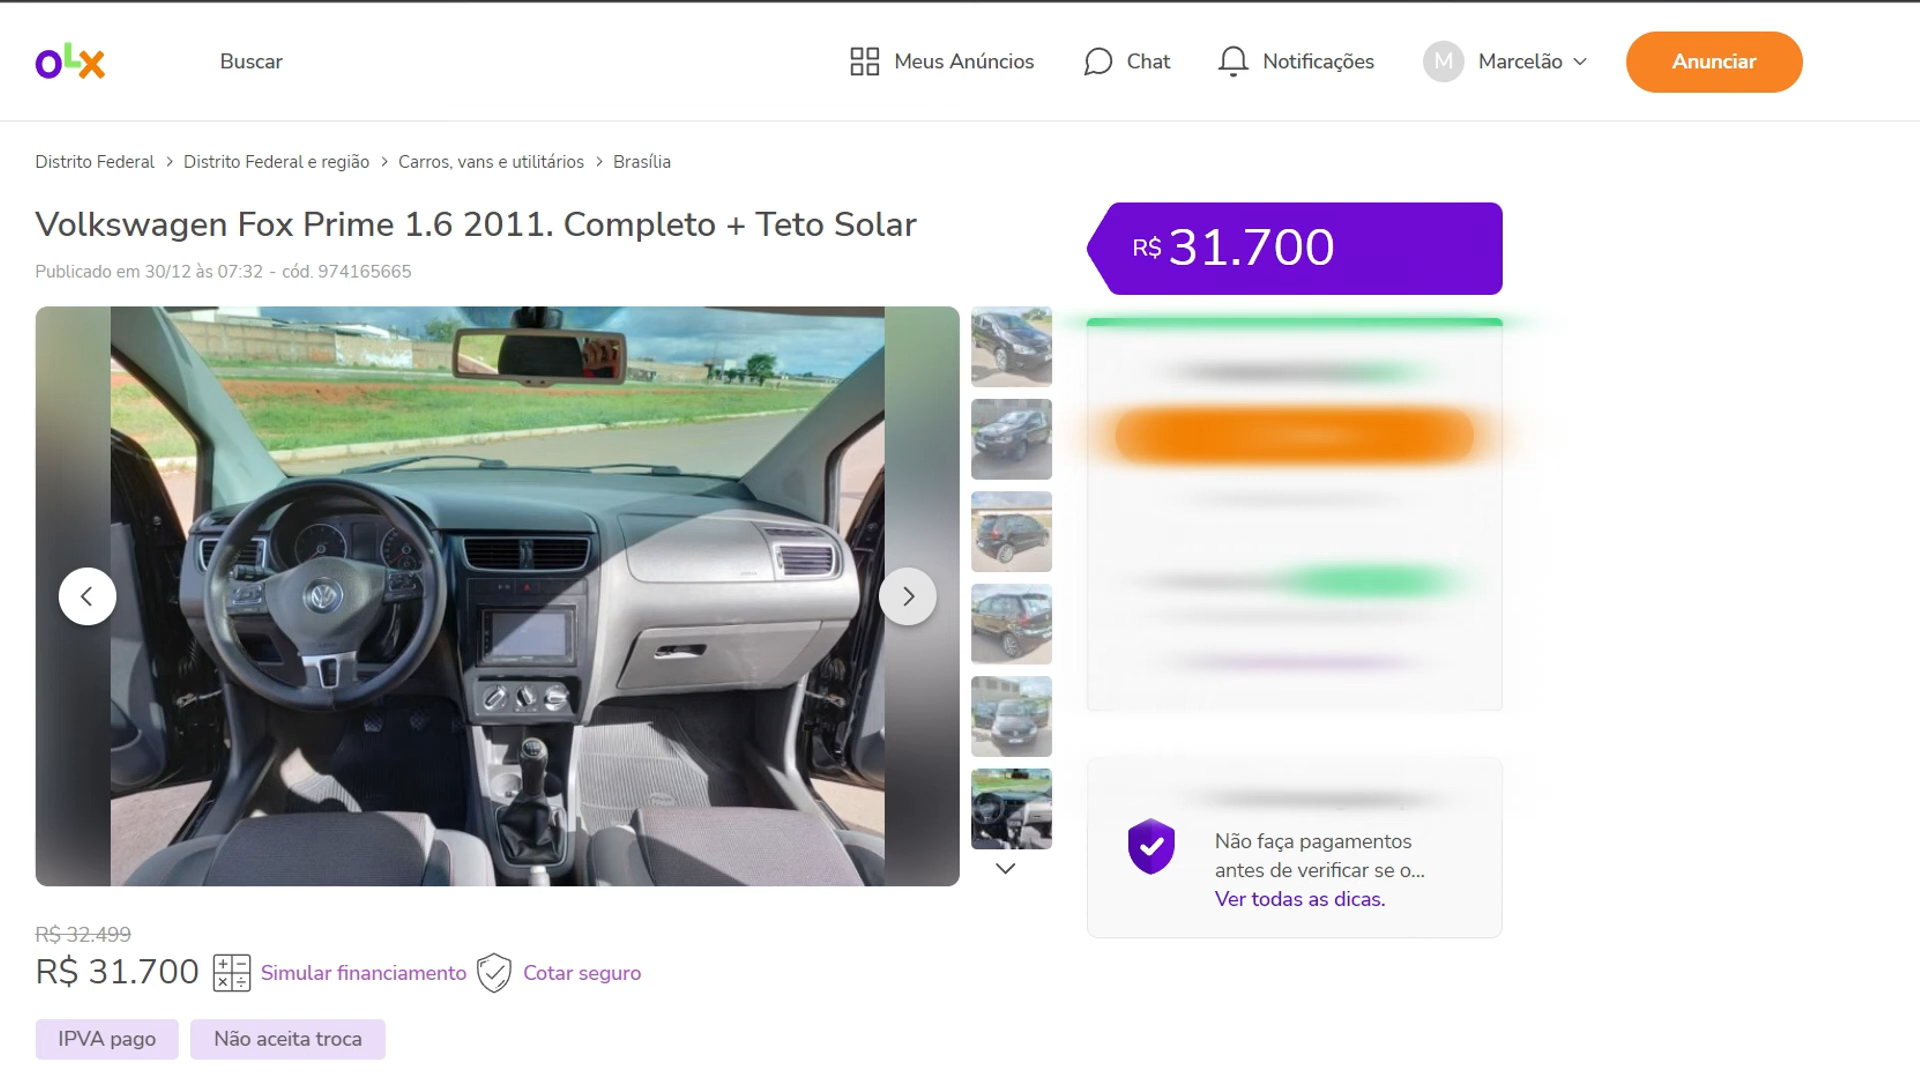 olx
Buscar
Meus Anúncios
Chat
Notificações
M
Marcelão
Anunciar
Distrito Federal > Distrito Federal e região > Carros, vans e utilitários > Brasília
Volkswagen Fox Prime 1.6 2011. Completo + Teto Solar
Publicado em 30/12 às 07:32 - cód. 974165665
R$ 31.700
Não faça pagamentos
antes de verificar se o...
Ver todas as dicas.
R$ 32.499
R$ 31.700
Simular financiamento
Cotar seguro
IPVA pago
Não aceita troca